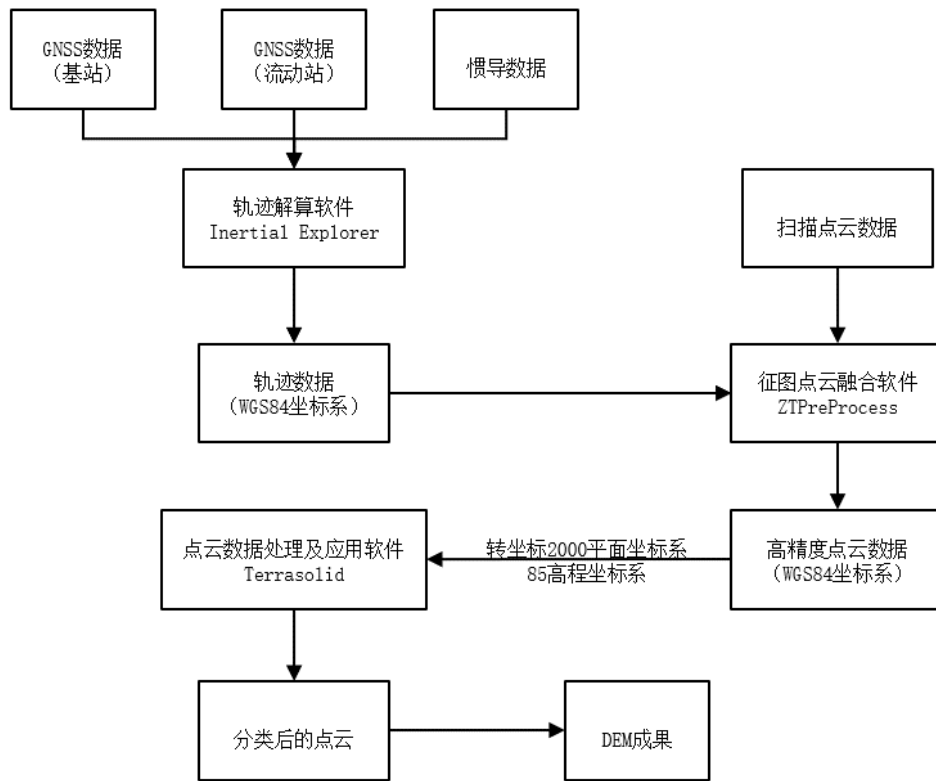 GNSS数据
（基站）
GNSS数据
（流动站）
惯导数据
轨迹解算软件
Inertial Explorer
扫描点云数据
轨迹数据
（WGS84坐标系）
征图点云融合软件
ZTPreProcess
点云数据处理及应用软件
Terrasolid
转坐标2000平面坐标系
85高程坐标系
高精度点云数据
（WGS84坐标系）
分类后的点云
DEM成果